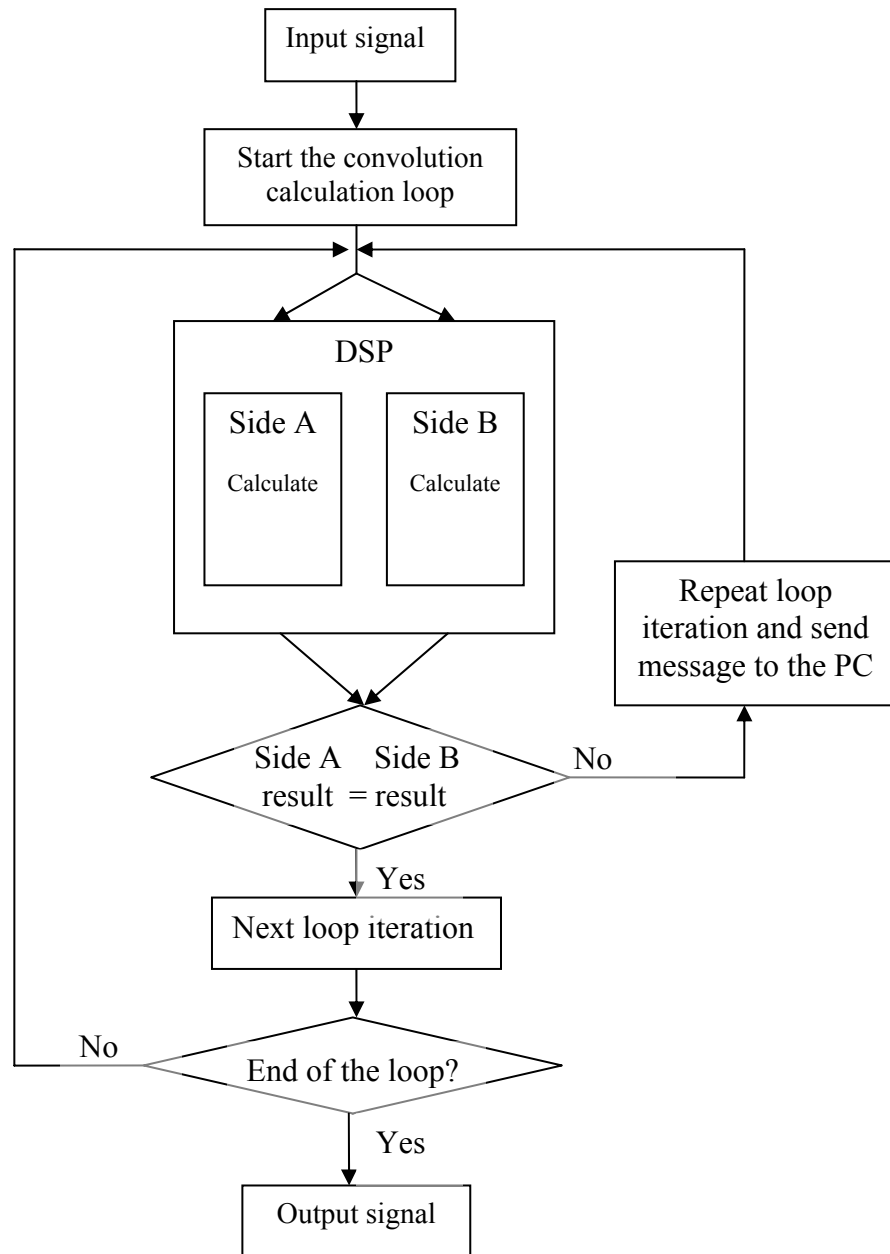 Input signal
Start the convolution
calculation loop
DSP
Side A
Side B
Calculate
Calculate
Repeat loop
iteration and send
message to the PC
Side A Side B
result = result
No
Yes
Next loop iteration
No
End of the loop?
Yes
Output signal